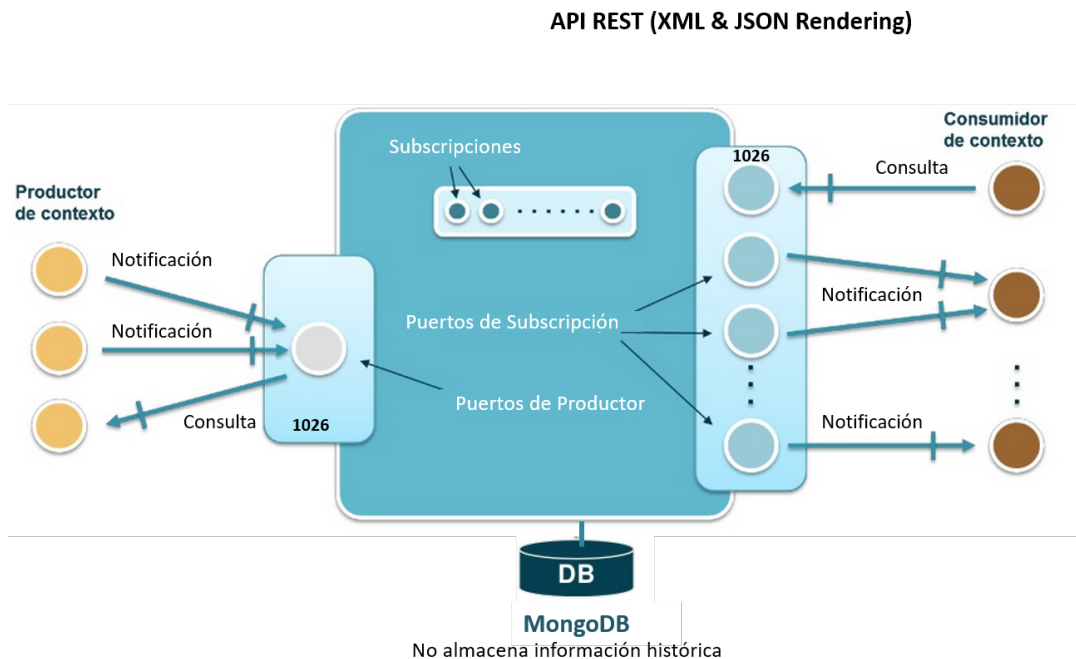 API REST (XML & JSON Rendering)
Consumidor
de contexto
Subscripciones
1026
Consulta
Productor
de contexto
Notificación
Notificación
Puertos de Subscripción
Notificación
Puertos de Productor
Consulta
1026
Notificación
DB
MongoDB
No almacena información histórica